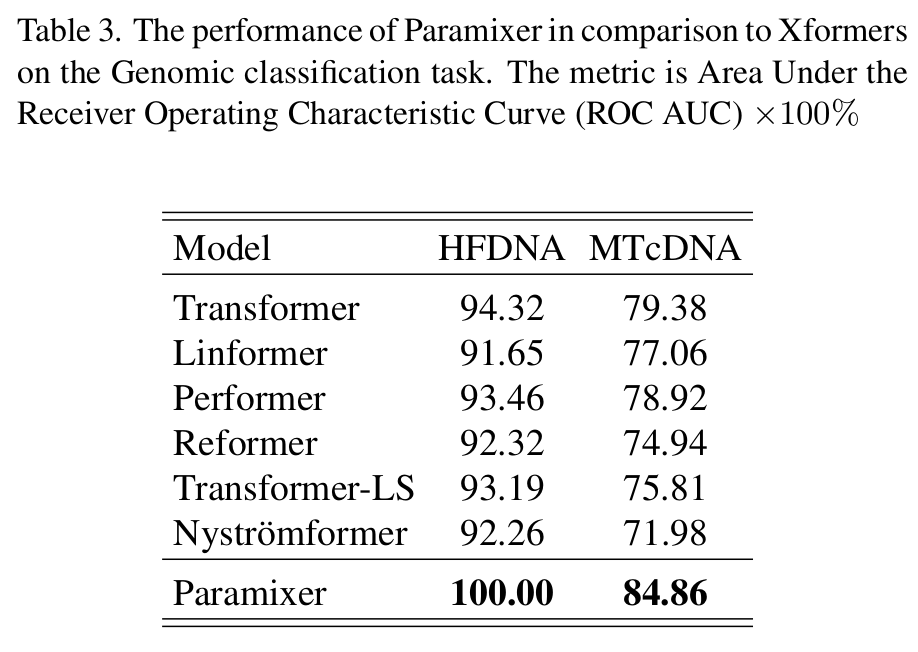 Table 3. The performance of Paramixer in comparison to Xformers
on the Genomic classification task. The metric is Area Under the
Receiver Operating Characteristic Curve (ROC AUC) ×100%
Model HFDNA MTcDNA
Transformer 94.32 79.38
Linformer 91.65 77.06
Performer 93.46 78.92
Reformer 92.32 74.94
Transformer-LS 93.19 75.81
Nyströmformer 92.26 71.98
Paramixer 100.00 84.86